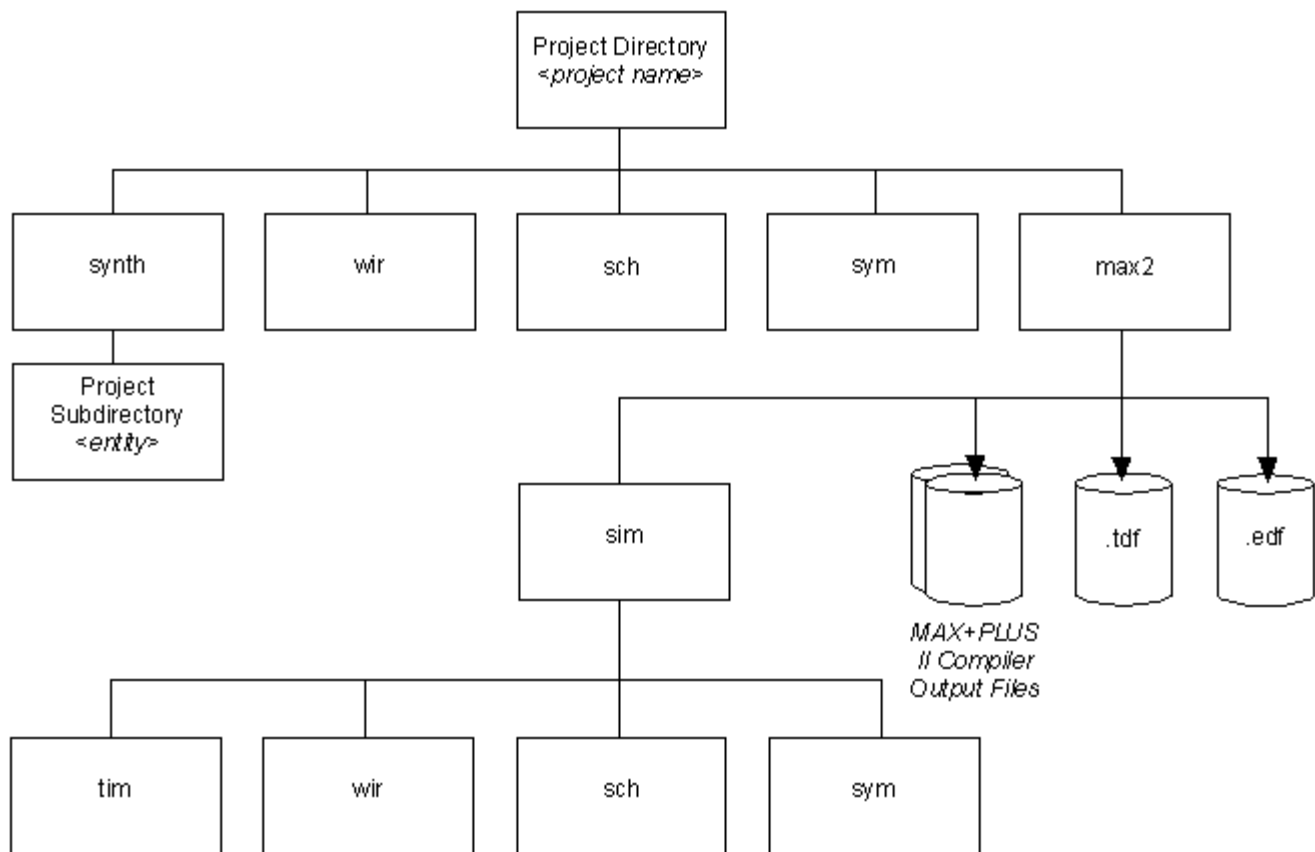 Project Directory
<project name>
synth
wir
sch
sym
max2
Project
Subdirectory
<entity>
sim
.tdf
.edf
MAX+PLUS
II Compiler
Output Files
tim
wir
sch
sym